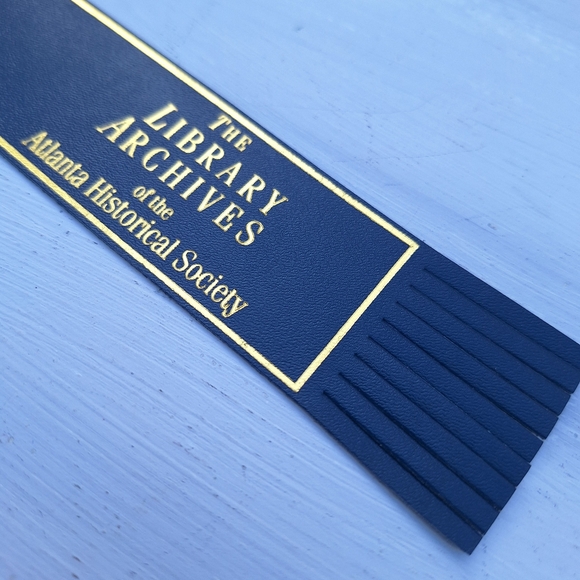 THE
LIBRARY
ARCHIVES
of the
Atlanta Historical Society